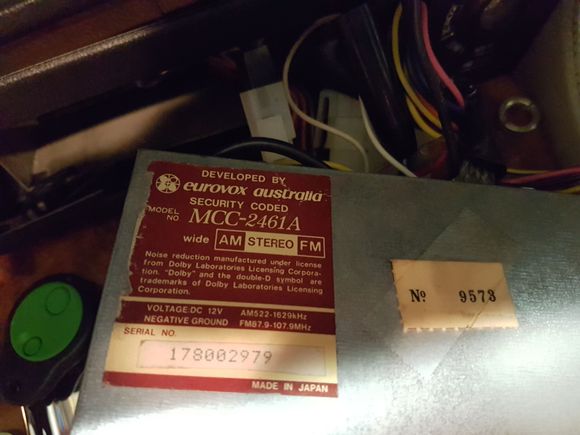 DEVELOPED BY
eurovox australia
SECURITY CODED
MODEL NO. MCC-2461A
wide AM STEREO FM
Noise reduction manufactured under license
from Dolby Laboratories Licensing Corpora-
tion. "Dolby" and the double-D symbol are
trademarks of Dolby Laboratories Licensing
Corporation.
VOLTAGE:DC 12V AM522-1629kHz
NEGATIVE GROUND FM87.9-107.9MHz
SERIAL NO.
178002979
MADE IN JAPAN
No 9573